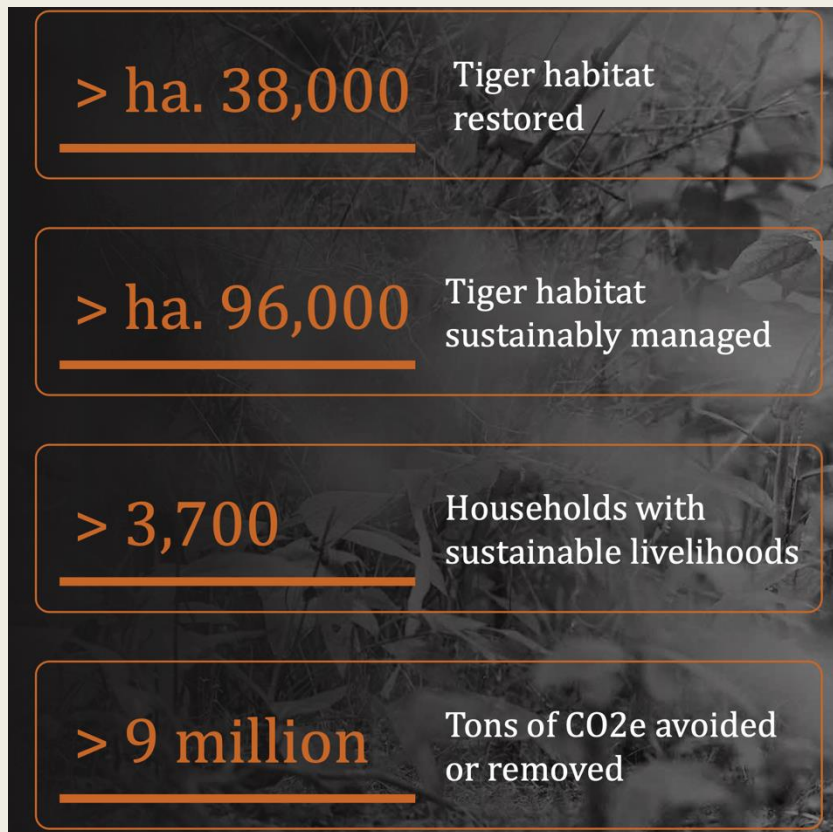 > ha. 38,000
Tiger habitat
restored
> ha. 96,000
Tiger habitat
sustainably managed
> 3,700
Households with
sustainable livelihoods
> 9 million
Tons of CO2e avoided
or removed